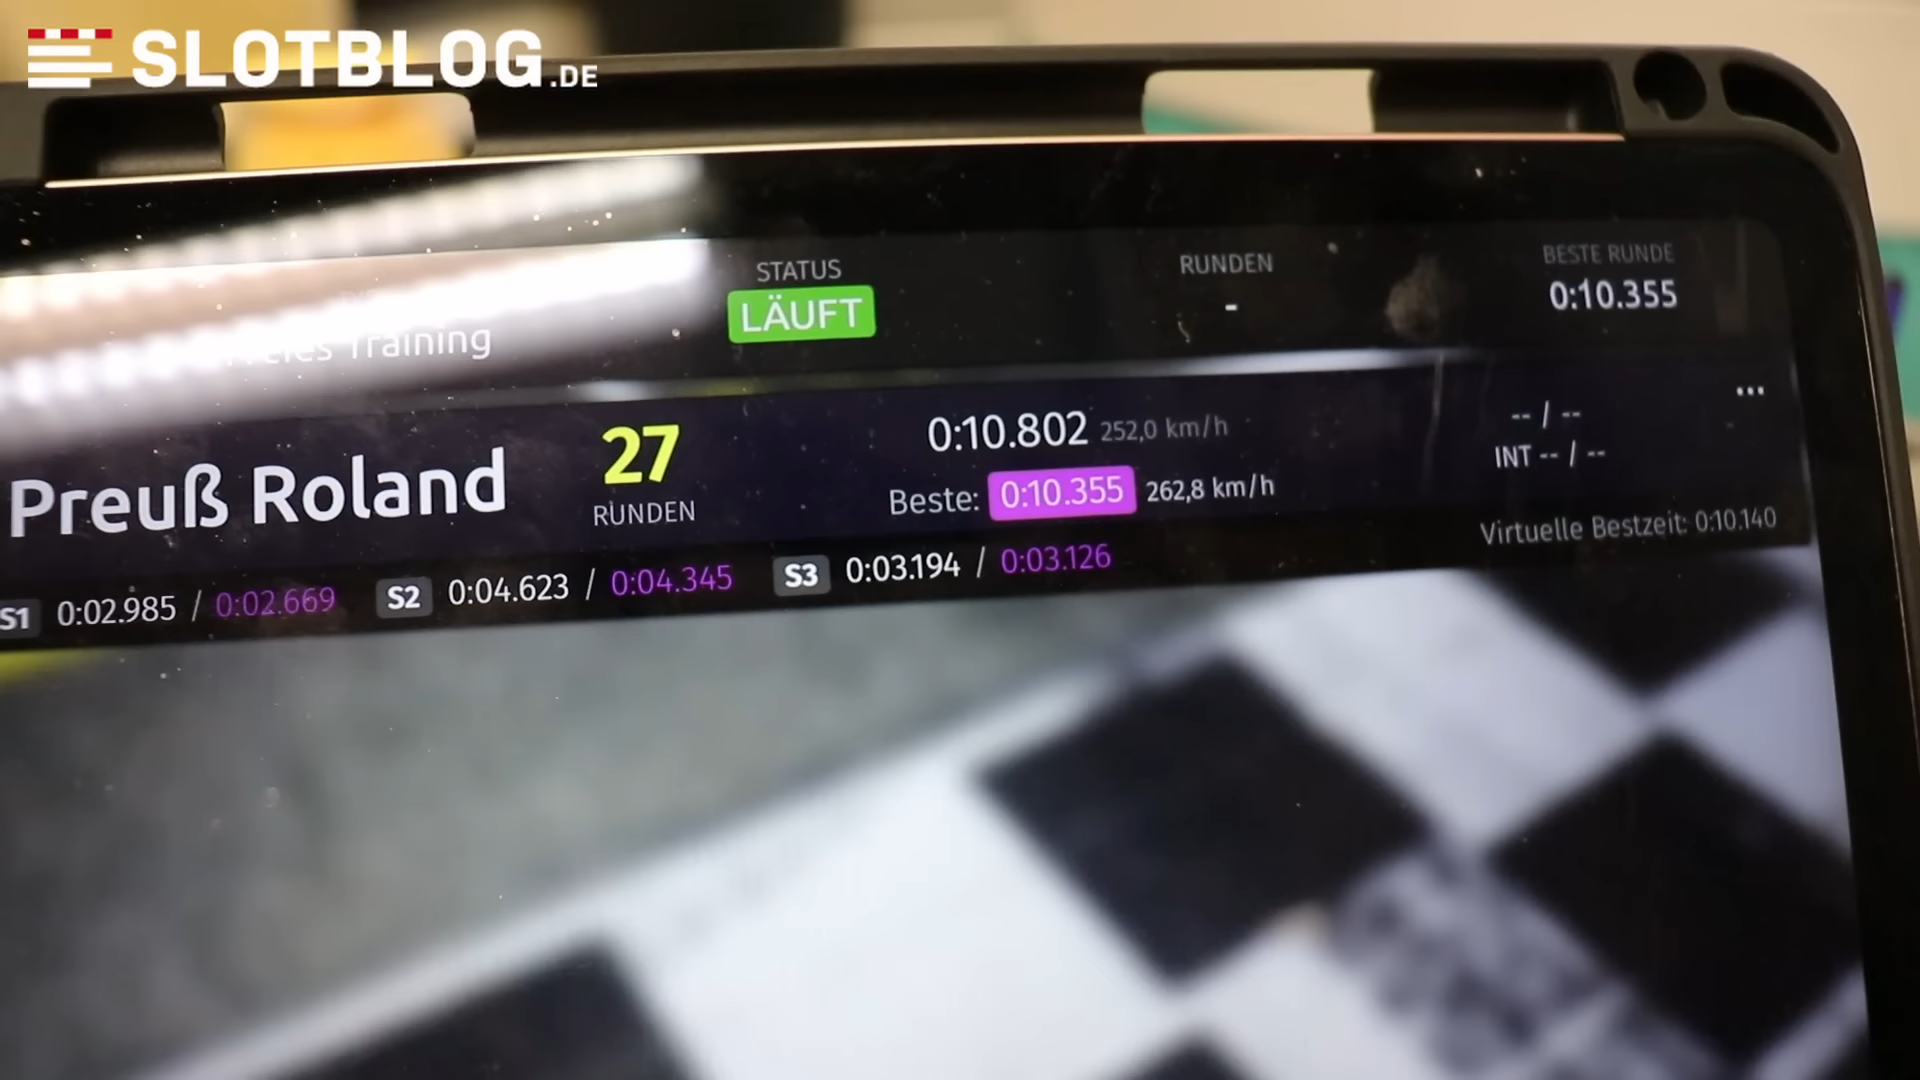 SLOTBLOG.DE
STATUS
LÄUFT
RUNDEN
-
BESTE RUNDE
0:10.355
Training
...
Preuß Roland
27
RUNDEN
0:10.802 252,0 km/h
Beste: 0:10.355 262,8 km/h
-- / --
INT -- / --
Virtuelle Bestzeit: 0:10.140
S1 0:02.985 / 0:02.669 S2 0:04.623 / 0:04.345 S3 0:03.194 / 0:03.126